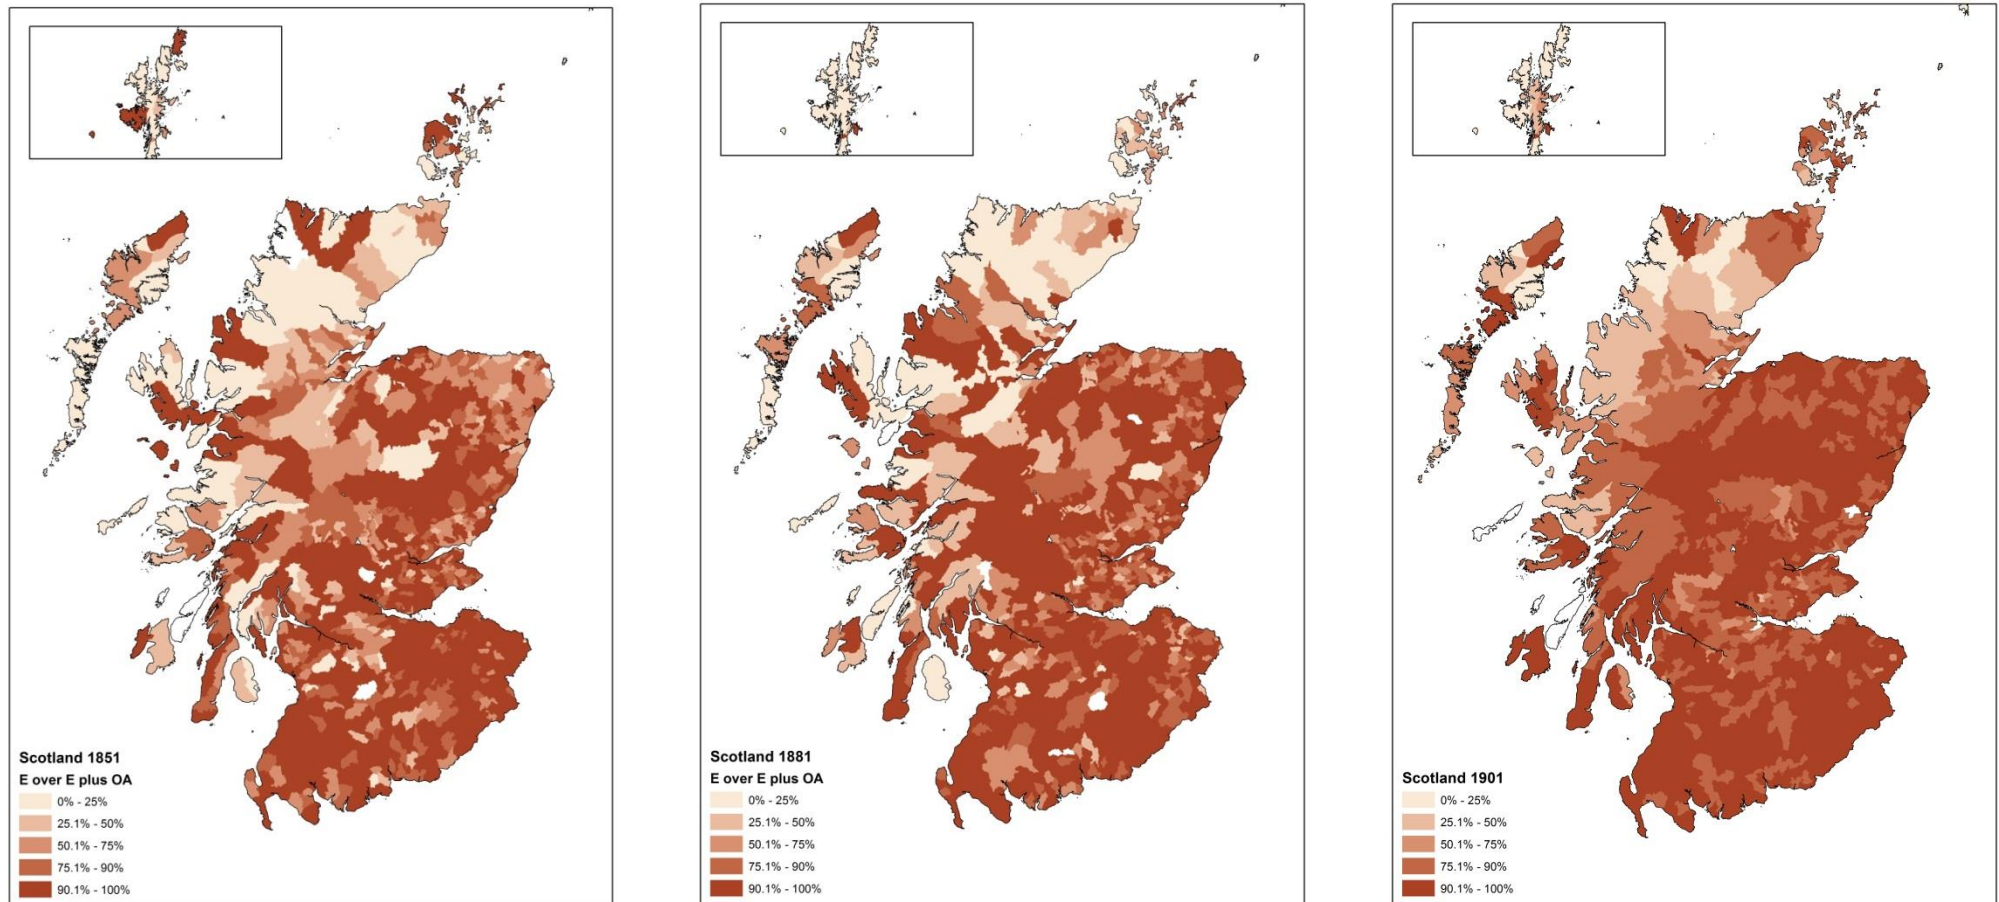 Scotland 1851
E over E plus OA
0% - 25%
25.1% - 50%
50.1% - 75%
75.1% - 90%
90.1% - 100%
Scotland 1881
E over E plus OA
0% - 25%
25.1% - 50%
50.1% - 75%
75.1% - 90%
90.1% - 100%
Scotland 1901
0% - 25%
25.1% - 50%
50.1% - 75%
75.1% - 90%
90.1% - 100%